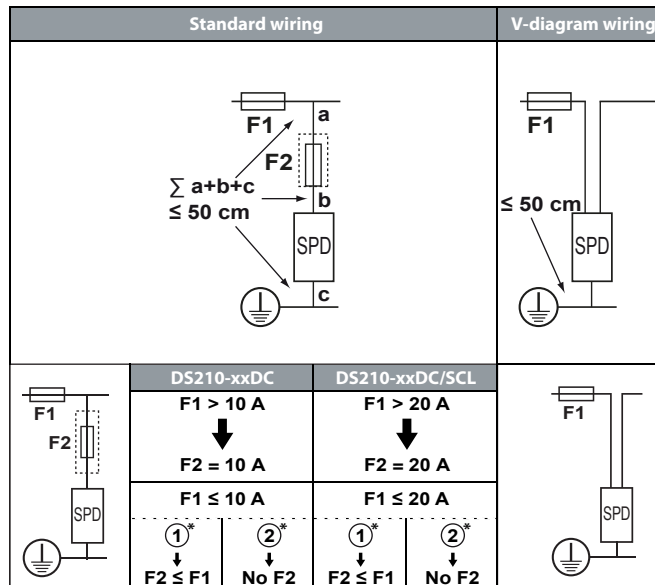 Standard wiring
V-diagram wiring
F1
a
F2
∑ a+b+c
≤ 50 cm
b
SPD
c
F1
≤ 50 cm
SPD
F1
F2
SPD
DS210-xxDC
DS210-xxDC/SCL
F1 > 10 A
F1 > 20 A
F2 = 10 A
F2 = 20 A
F1 ≤ 10 A
F1 ≤ 20 A
1*
2*
1*
2*
F2 ≤ F1
No F2
F2 ≤ F1
No F2
F1
SPD